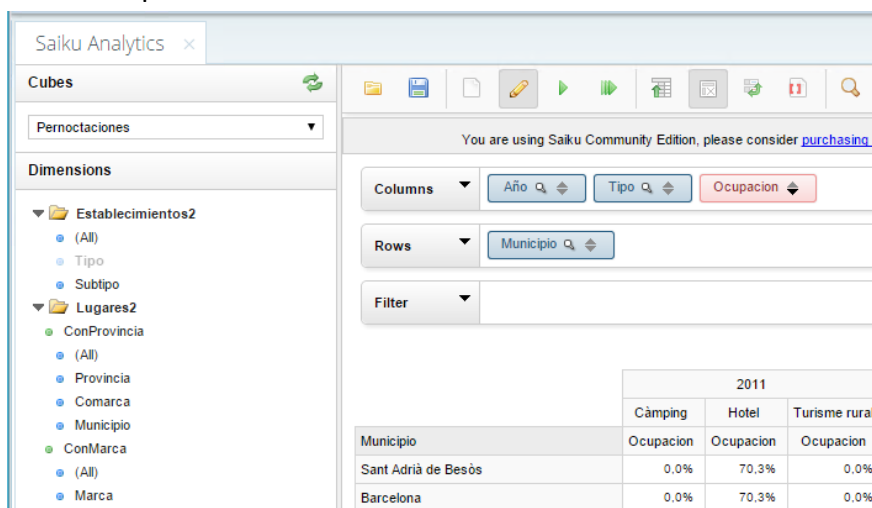 Saiku Analytics ×
Cubes
Pernoctaciones
Dimensions
Establecimientos2
(All)
Tipo
Subtipo
Lugares2
ConProvincia
(All)
Provincia
Comarca
Municipio
ConMarca
(All)
Marca
You are using Saiku Community Edition, please consider purchasing
Columns Año Tipo Ocupacion
Rows Municipio
Filter
2011
Càmping Hotel Turisme rural
Municipio Ocupacion Ocupacion Ocupacion
Sant Adrià de Besòs 0,0% 70,3% 0,0%
Barcelona 0,0% 70,3% 0,0%